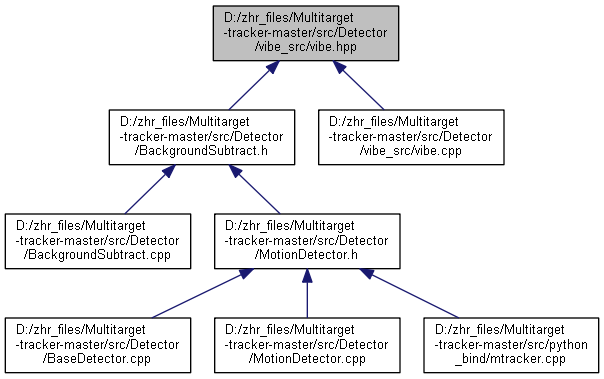 D:/zhr_files/Multitarget
-tracker-master/src/Detector
/vibe_src/vibe.hpp
D:/zhr_files/Multitarget
-tracker-master/src/Detector
/BackgroundSubtract.h
D:/zhr_files/Multitarget
-tracker-master/src/Detector
/vibe_src/vibe.cpp
D:/zhr_files/Multitarget
-tracker-master/src/Detector
/BackgroundSubtract.cpp
D:/zhr_files/Multitarget
-tracker-master/src/Detector
/MotionDetector.h
D:/zhr_files/Multitarget
-tracker-master/src/Detector
/BaseDetector.cpp
D:/zhr_files/Multitarget
-tracker-master/src/Detector
/MotionDetector.cpp
D:/zhr_files/Multitarget
-tracker-master/src/python
_bind/mtracker.cpp